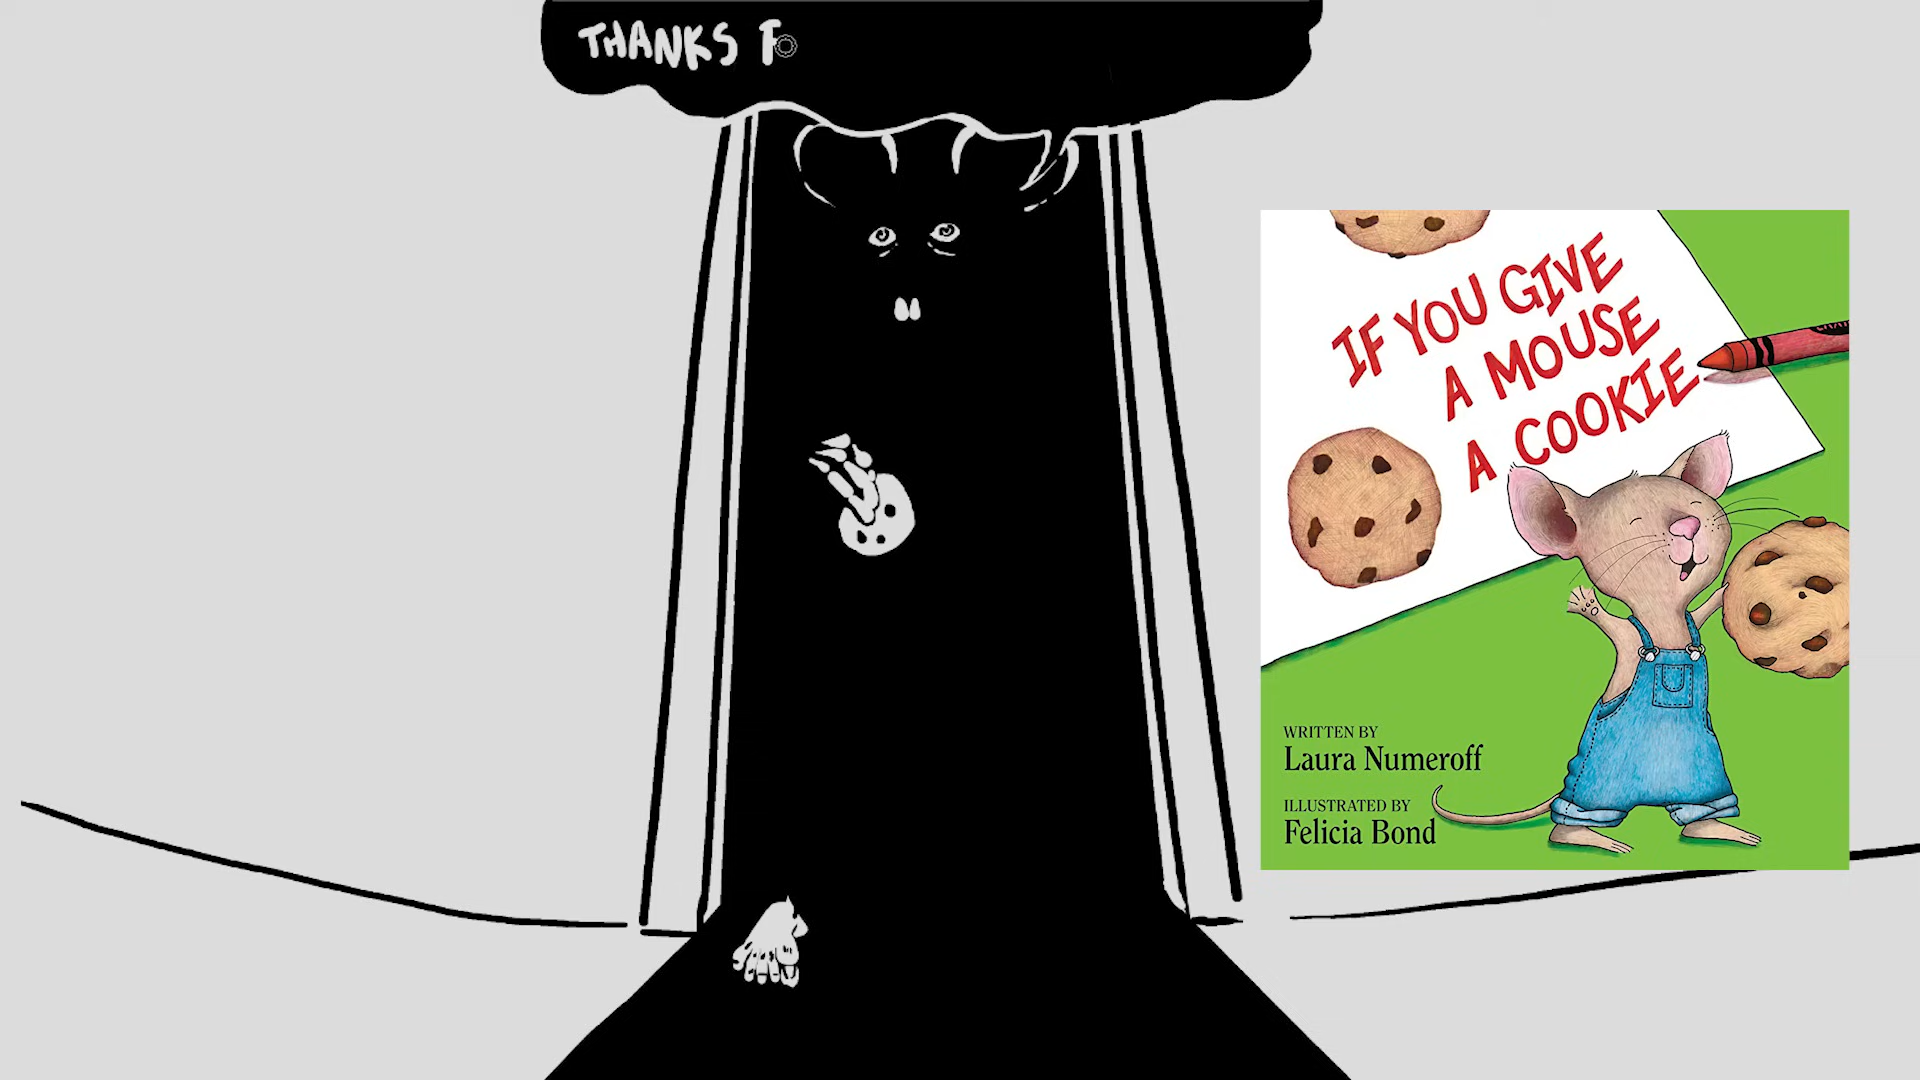 THANKS F
IF YOU GIVE
A MOUSE
A COOKIE
WRITTEN BY
Laura Numeroff
ILLUSTRATED BY
Felicia Bond